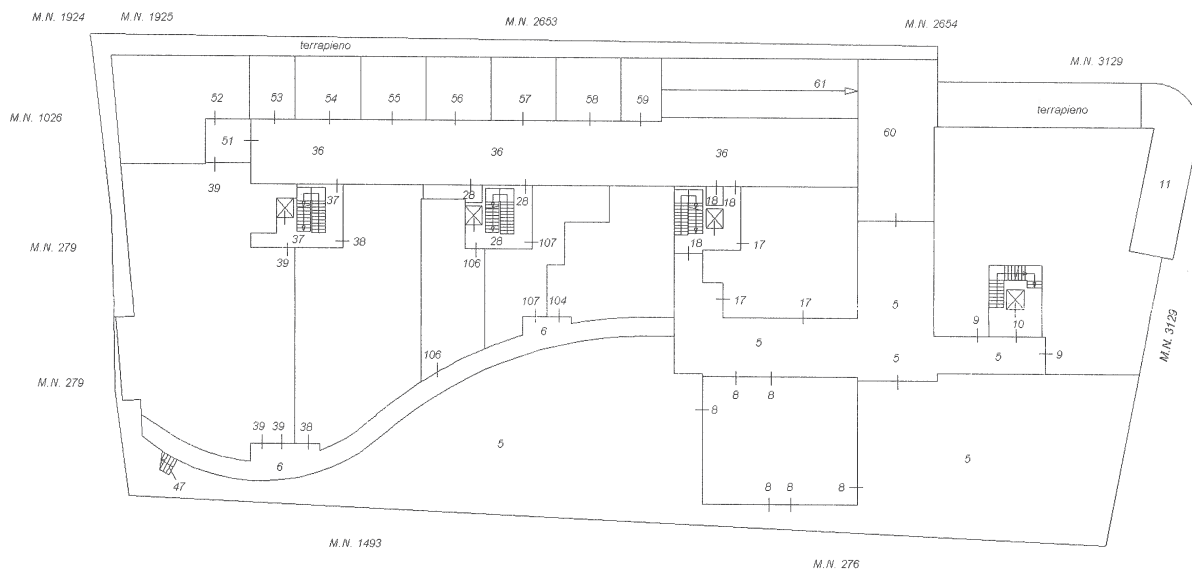 M.N. 1924 M.N. 1925 M.N. 2653 M.N. 2654
terrapieno
M.N. 3129
61
52 53 54 55 56 57 58 59
terrapieno
M.N. 1026
60
51 36 36 36
39
11
37 28 28 18 18
37 38 28 107 18 17
M.N. 279 39 106
107 104 17 17 5
6 9 10
M.N. 3129
5 5 9
106 5
M.N. 279
8 8
8
39 39 38
5 5
6
47
8 8 8
M.N. 1493
M.N. 276